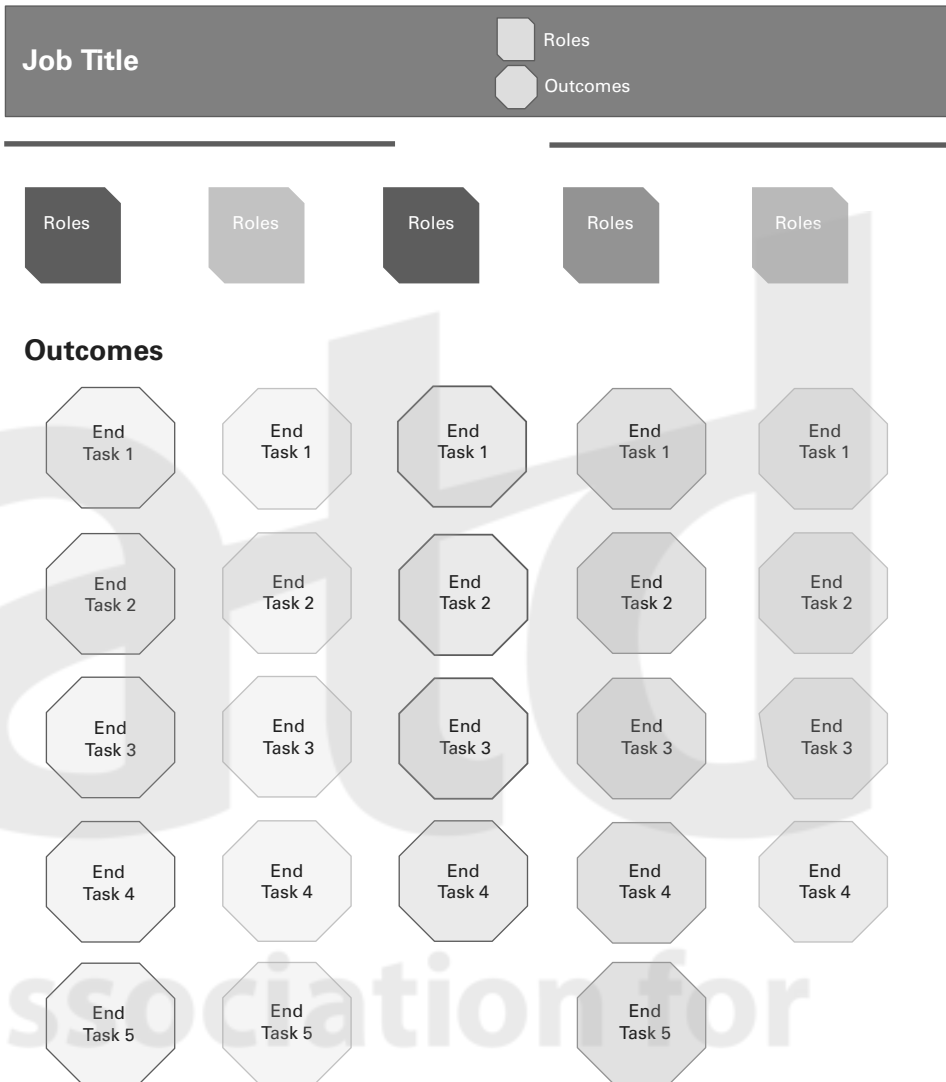 Job Title
Roles
Outcomes
Roles
Roles
Roles
Roles
Roles
Outcomes
End
Task 1
End
Task 1
End
Task 1
End
Task 1
End
Task 1
End
Task 2
End
Task 2
End
Task 2
End
Task 2
End
Task 2
End
Task 3
End
Task 3
End
Task 3
End
Task 3
End
Task 3
End
Task 4
End
Task 4
End
Task 4
End
Task 4
End
Task 4
End
Task 5
End
Task 5
End
Task 5
atd
ssociation for